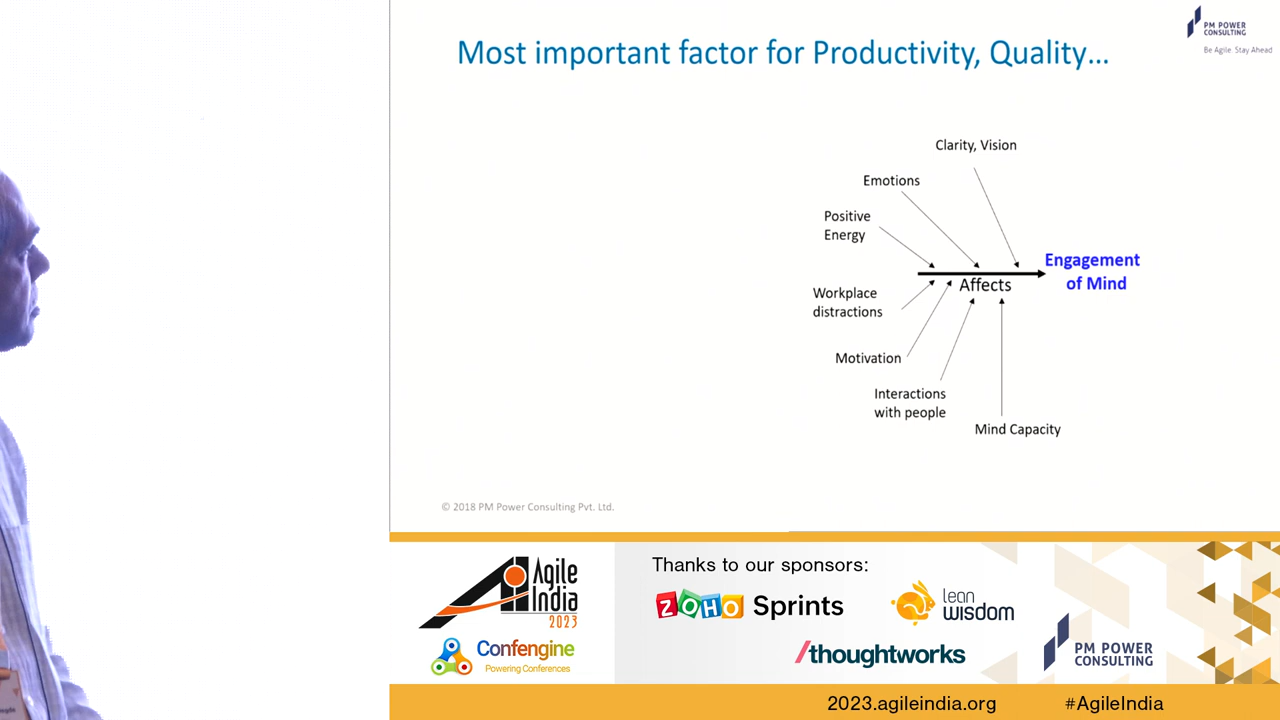 PM POWER
CONSULTING
Be Agile. Stay Ahead
Most important factor for Productivity, Quality...
Clarity, Vision
Emotions
Positive
Energy
Engagement
of Mind
Affects
Workplace
distractions
Motivation
Interactions
with people
Mind Capacity
© 2018 PM Power Consulting Pvt. Ltd.
Agile
India
2023
Confengine
Powering Conferences
Thanks to our sponsors:
ZOHO Sprints
lean
wisdom
/thoughtworks
PM POWER
CONSULTING
2023.agileindia.org
#AgileIndia